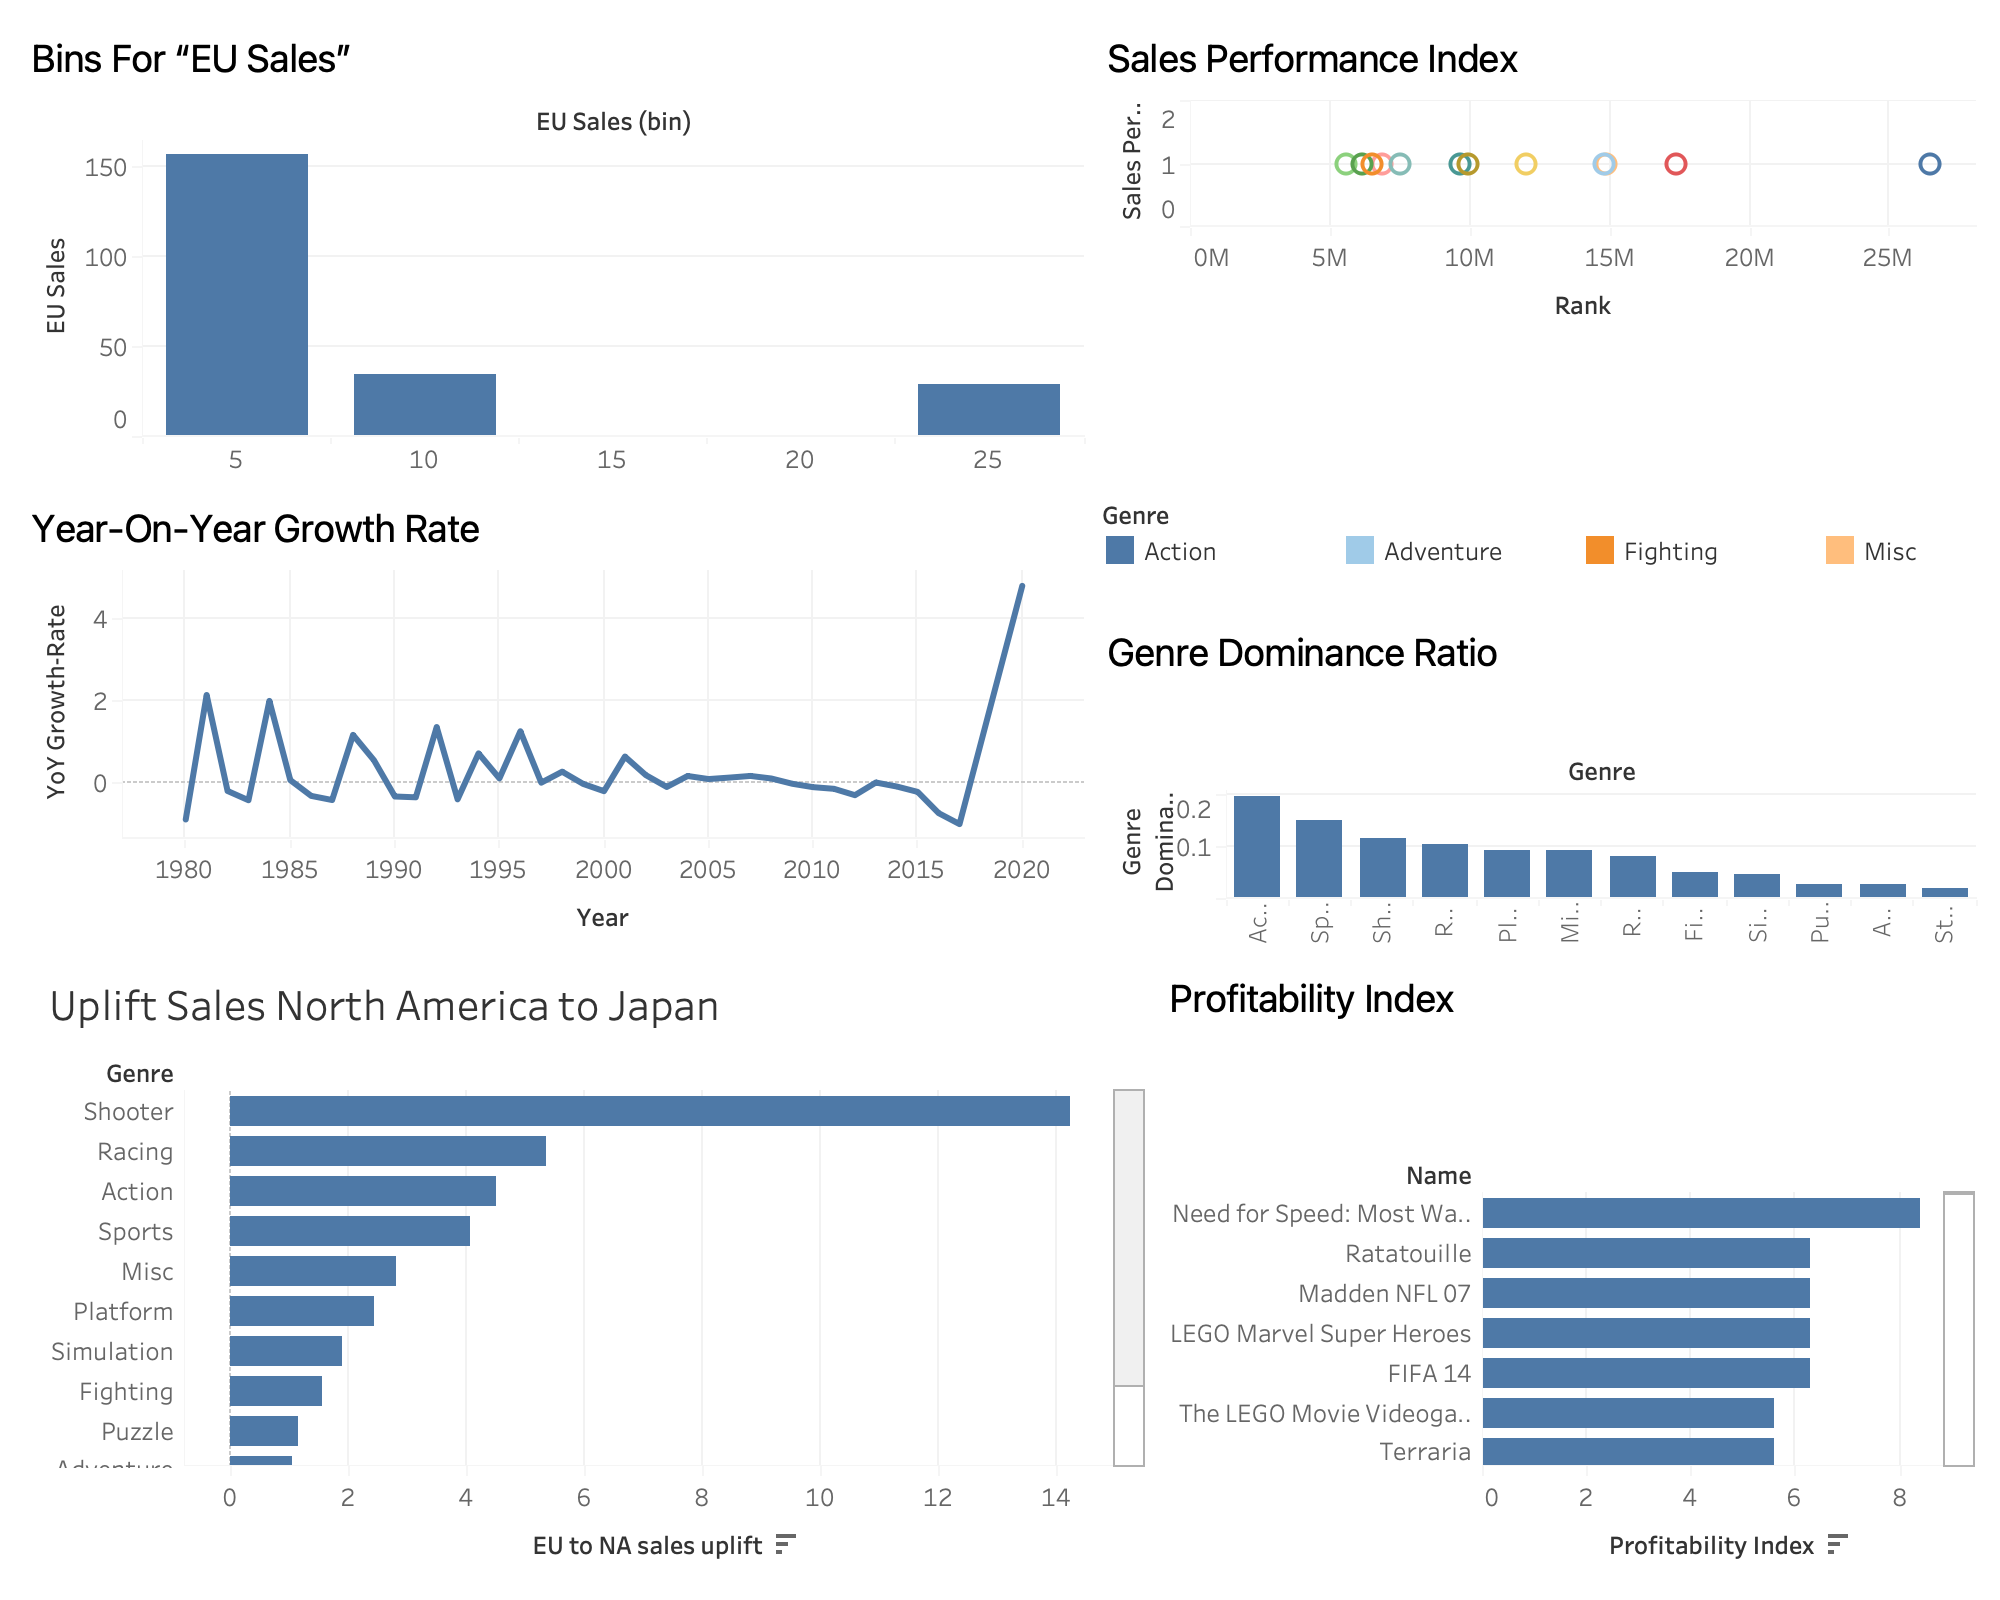 Bins For “EU Sales”
EU Sales (bin)
EU Sales
150
100
50
0
5 10 15 20 25
Sales Performance Index
Sales Per..
2
1
0
0M 5M 10M 15M 20M 25M
Rank
Year-On-Year Growth Rate
YoY Growth-Rate
4
2
0
1980 1985 1990 1995 2000 2005 2010 2015 2020
Year
Genre
Action Adventure Fighting Misc
Genre Dominance Ratio
Genre
Genre
Domina..
0.2
0.1
Ac.. Sp.. Sh.. R.. Pl.. Mi.. R.. Fi.. Si.. Pu.. A.. St..
Uplift Sales North America to Japan
Genre
Shooter
Racing
Action
Sports
Misc
Platform
Simulation
Fighting
Puzzle
Adventure
0 2 4 6 8 10 12 14
EU to NA sales uplift
Profitability Index
Name
Need for Speed: Most Wa..
Ratatouille
Madden NFL 07
LEGO Marvel Super Heroes
FIFA 14
The LEGO Movie Videoga..
Terraria
0 2 4 6 8
Profitability Index